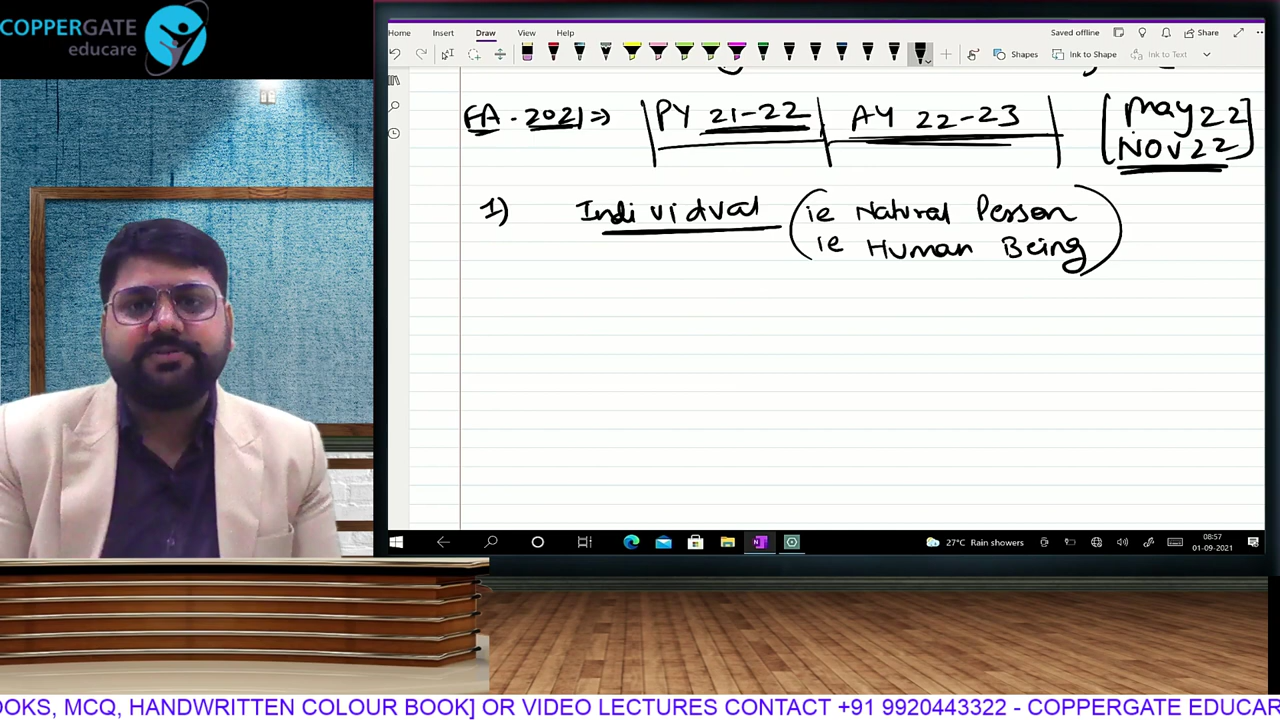 COPPERGATE
educare
Home Insert Draw View Help
Saved offline
Share
Shapes
Ink to Shape
Ink to Text
FA. 2021 => PY 21-22 AY 22-23 [May 22
NOV 22]
1) Individual (ie Natural Person
ie Human Being)
27°C Rain showers
08:57
01-09-2021
OOKS, MCQ, HANDWRITTEN COLOUR BOOK] OR VIDEO LECTURES CONTACT +91 9920443322 - COPPERGATE EDUCAR